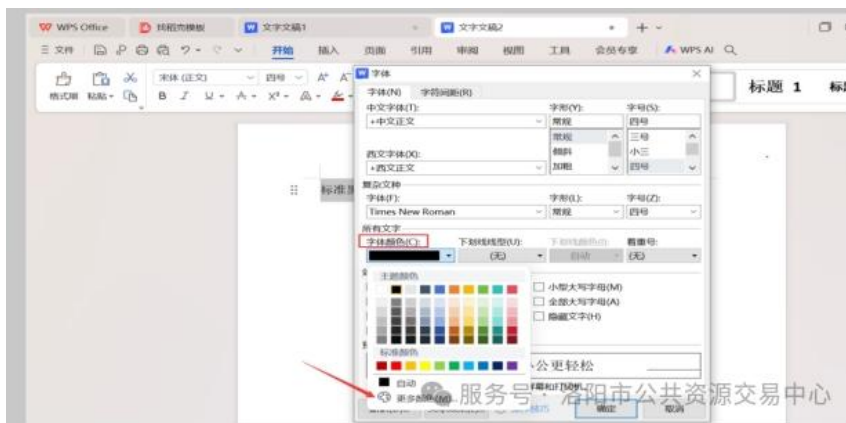 WPS Office 找稻壳模板 文字文稿1 文字文稿2
文件 开始 插入 页面 引用 审阅 视图 工具 会员专享 WPS AI
格式刷 粘贴 宋体 (正文) 四号 标题 1
字体
字体(N) 字符间距(R)
中文字体(T): 字形(Y): 字号(S):
+中文正文 常规 四号
常规 三号
西文字体(X): 倾斜 小三
+西文正文 加粗 四号
复杂文种
字体(F): 字形(L): 字号(Z):
Times New Roman 常规 四号
所有文字
字体颜色(C): 下划线线型(U): 下划线颜色(I): 着重号:
(无) 自动 (无)
主题颜色
小型大写字母(M)
全部大写字母(A)
隐藏文字(H)
标准颜色
办公更轻松
自动
更多颜色(M)...
服务号 · 洛阳市公共资源交易中心
确定 取消
标准